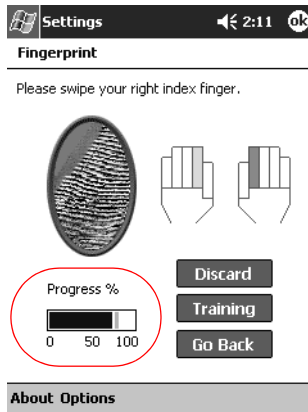 Settings 2:11 ok
Fingerprint
Please swipe your right index finger.
Discard
Progress %
Training
0 50 100
Go Back
About Options